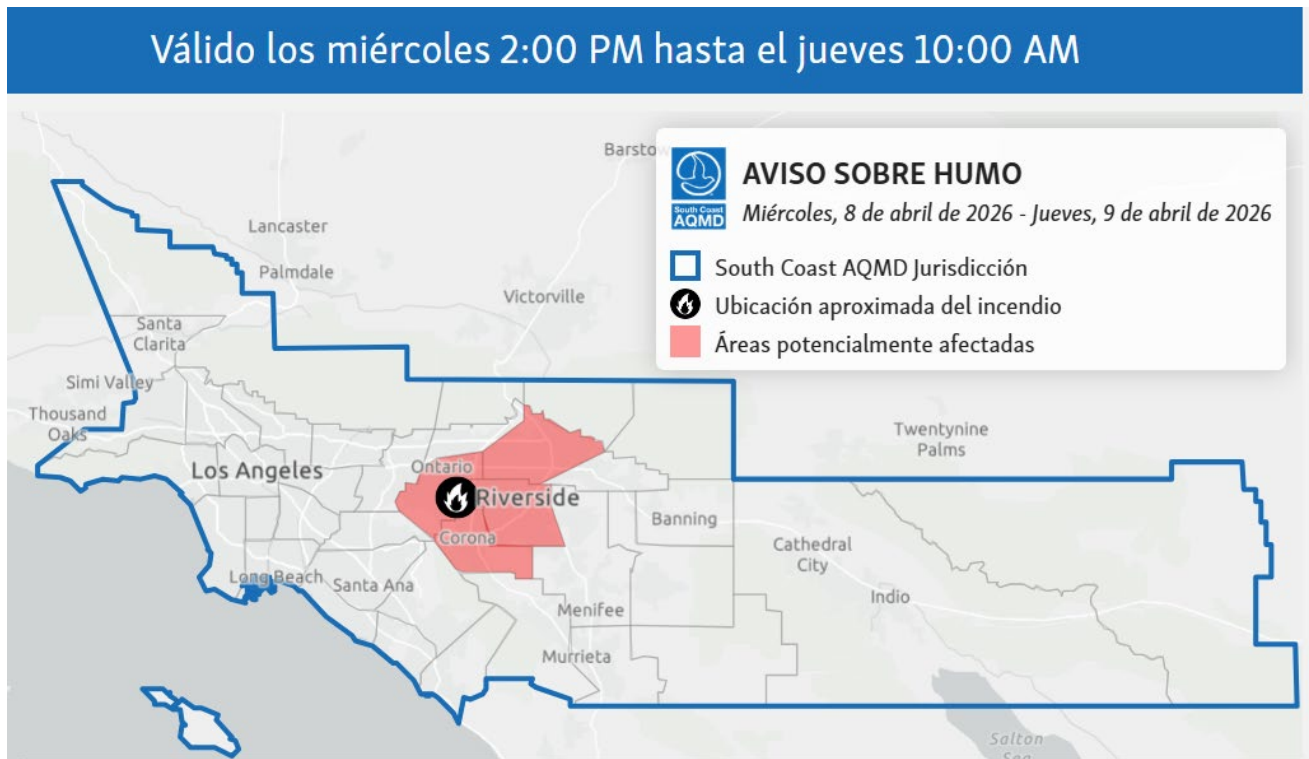 Válido los miércoles 2:00 PM hasta el jueves 10:00 AM
Barstow
AVISO SOBRE HUMO
South Coast
AQMD
Miércoles, 8 de abril de 2026 - Jueves, 9 de abril de 2026
South Coast AQMD Jurisdicción
Ubicación aproximada del incendio
Áreas potencialmente afectadas
Lancaster
Palmdale
Victorville
Santa
Clarita
Simi Valley
Thousand
Oaks
Twentynine
Palms
Los Angeles
Ontario
Riverside
Banning
Corona
Cathedral
City
Long Beach
Santa Ana
Indio
Menifee
Murrieta
Salton
Sea